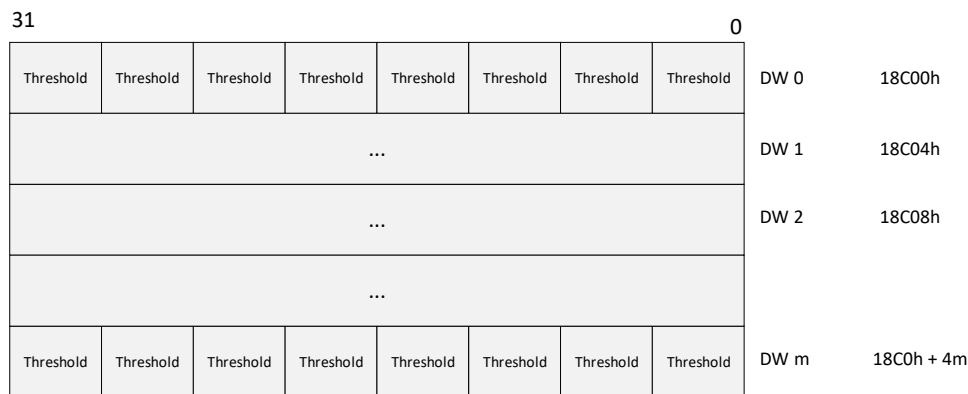 31 0
Threshold Threshold Threshold Threshold Threshold Threshold Threshold Threshold DW 0 18C00h
... DW 1 18C04h
... DW 2 18C08h
...
Threshold Threshold Threshold Threshold Threshold Threshold Threshold Threshold DW m 18C0h + 4m